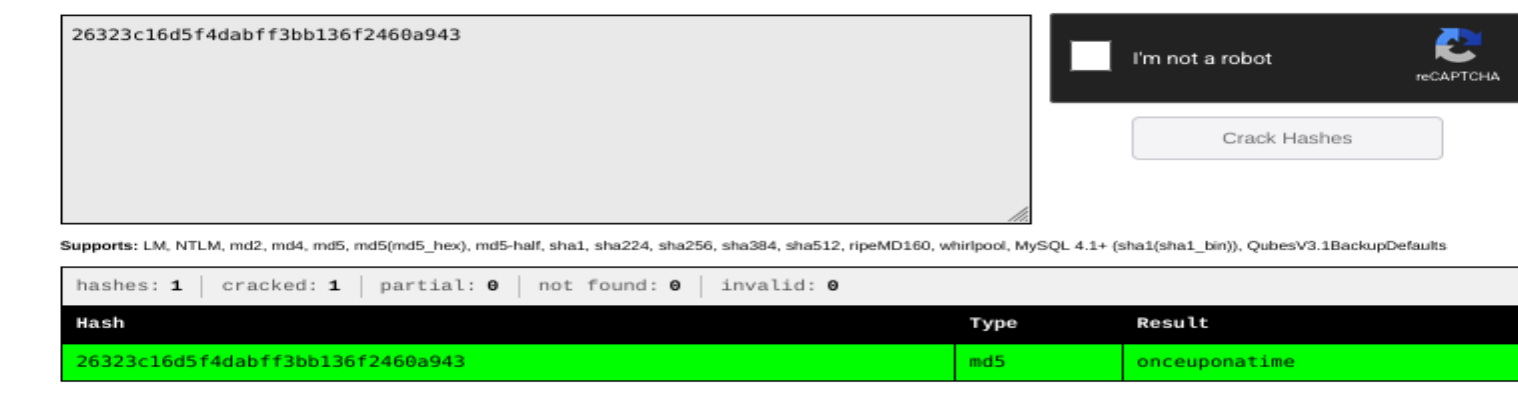 26323c16d5f4dabff3bb136f2460a943
I'm not a robot
reCAPTCHA
Crack Hashes
Supports: LM, NTLM, md2, md4, md5, md5(md5_hex), md5-half, sha1, sha224, sha256, sha384, sha512, ripeMD160, whirlpool, MySQL 4.1+ (sha1(sha1_bin)), QubesV3.1BackupDefaults
hashes: 1 | cracked: 1 | partial: 0 | not found: 0 | invalid: 0
Hash Type Result
26323c16d5f4dabff3bb136f2460a943 md5 onceuponatime